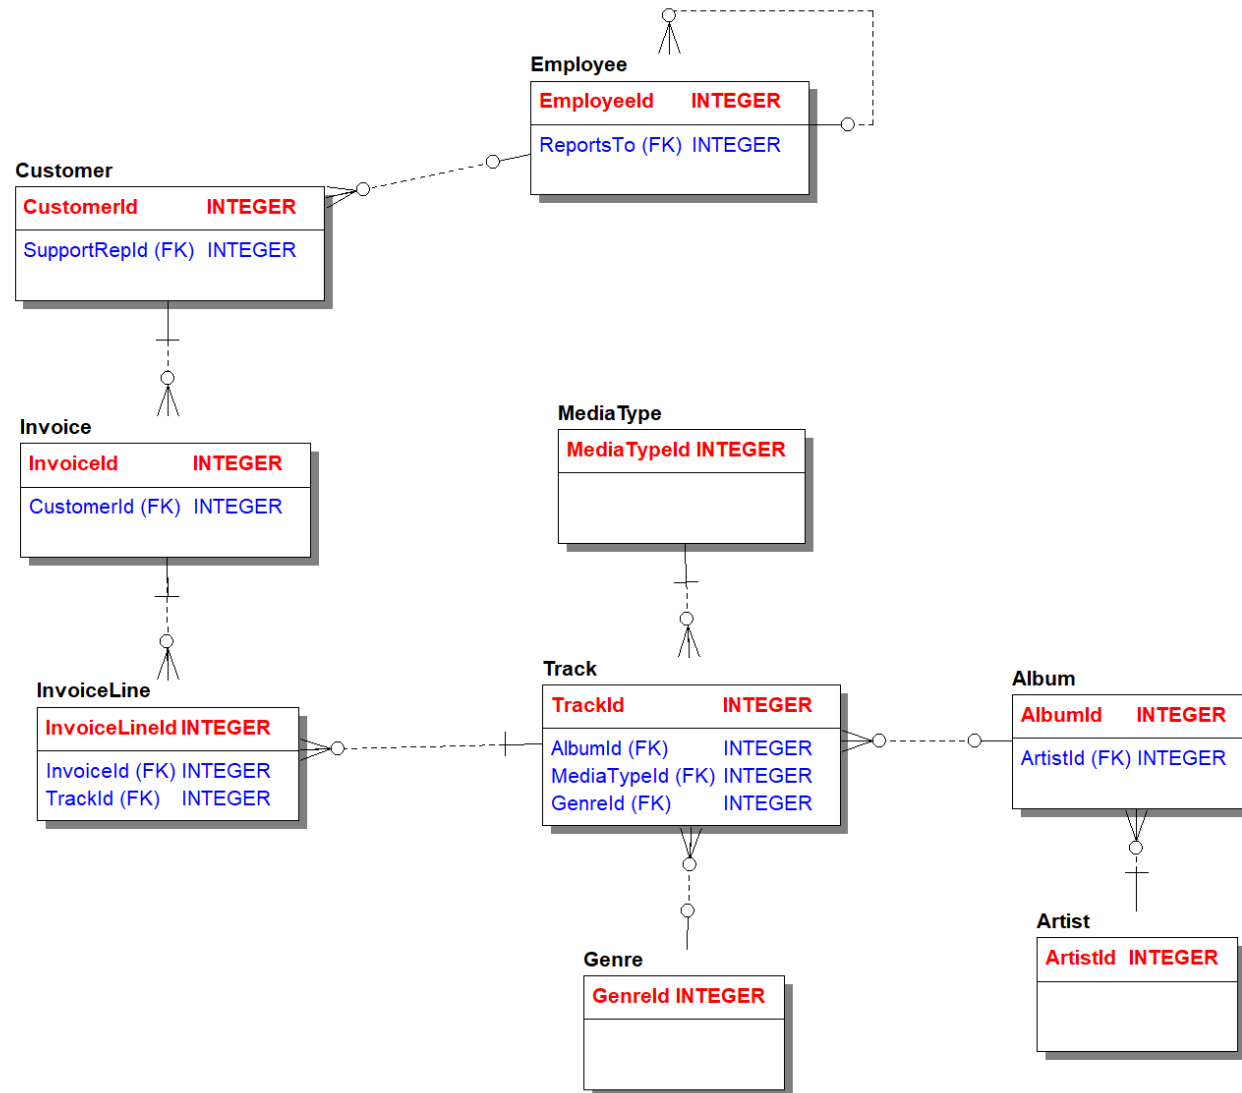 Employee
EmployeeId INTEGER
ReportsTo (FK) INTEGER
Customer
CustomerId INTEGER
SupportRepId (FK) INTEGER
Invoice
InvoiceId INTEGER
CustomerId (FK) INTEGER
MediaType
MediaTypeId INTEGER
InvoiceLine
InvoiceLineId INTEGER
InvoiceId (FK) INTEGER
TrackId (FK) INTEGER
Track
TrackId INTEGER
AlbumId (FK) INTEGER
MediaTypeId (FK) INTEGER
GenreId (FK) INTEGER
Album
AlbumId INTEGER
ArtistId (FK) INTEGER
Genre
GenreId INTEGER
Artist
ArtistId INTEGER